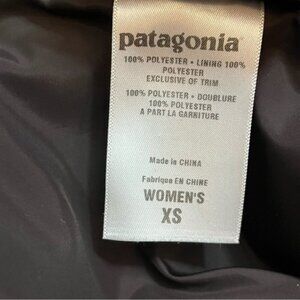 patagonia®
100% POLYESTER • LINING 100%
POLYESTER
EXCLUSIVE OF TRIM
100% POLYESTER • DOUBLURE
100% POLYESTER
A PART LA GARNITURE
Made in CHINA
Fabrique EN CHINE
WOMEN'S
XS